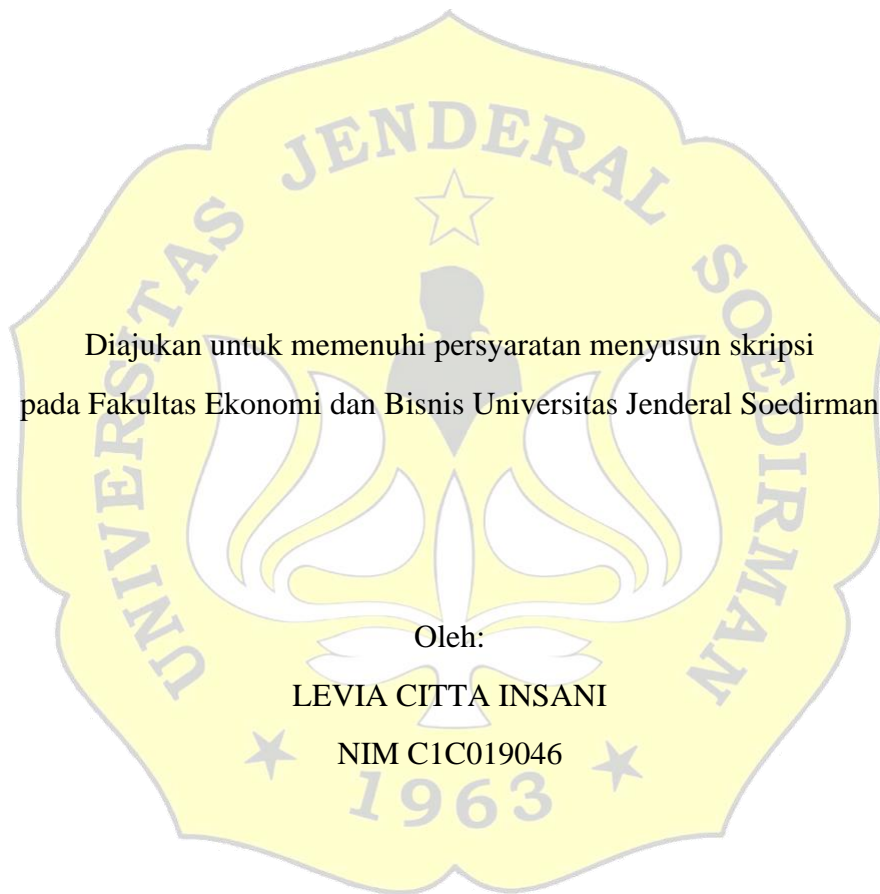 UNIVERSITAS JENDERAL SOEDIRMAN
Diajukan untuk memenuhi persyaratan menyusun skripsi
pada Fakultas Ekonomi dan Bisnis Universitas Jenderal Soedirman
Oleh:
LEVIA CITTA INSANI
NIM C1C019046
1963